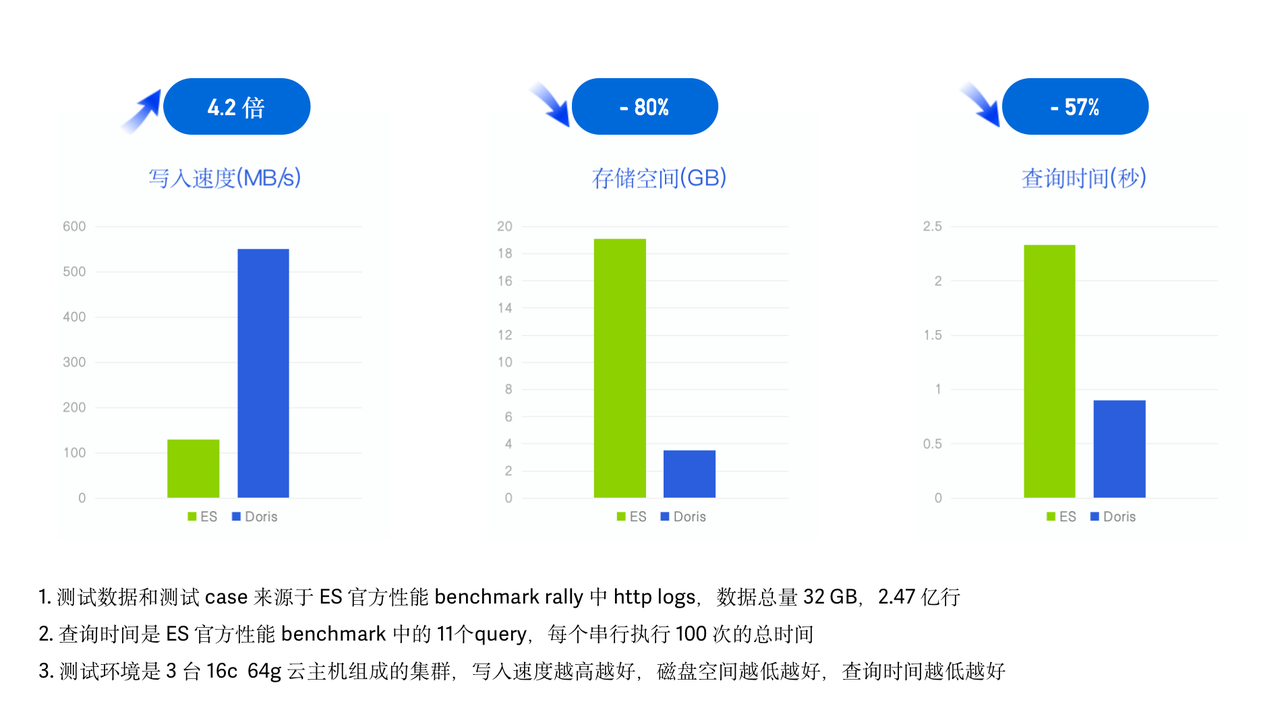 4.2 倍
- 80%
- 57%
写入速度(MB/s)
存储空间(GB)
查询时间(秒)
600
500
400
300
200
100
0
ES Doris
20
18
16
14
12
10
8
6
4
2
0
ES Doris
2.5
2
1.5
1
0.5
0
ES Doris
1. 测试数据和测试 case 来源于 ES 官方性能 benchmark rally 中 http logs，数据总量 32 GB，2.47 亿行
2. 查询时间是 ES 官方性能 benchmark 中的 11个query，每个串行执行 100 次的总时间
3. 测试环境是 3 台 16c 64g 云主机组成的集群，写入速度越高越好，磁盘空间越低越好，查询时间越低越好